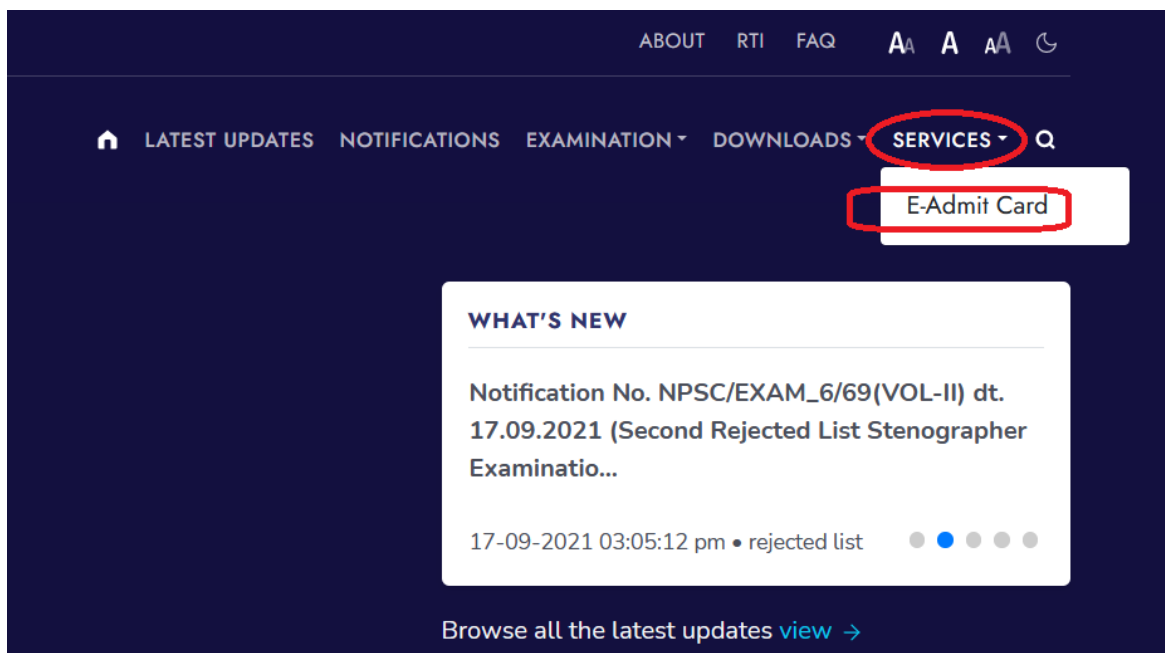 ABOUT RTI FAQ AA A AA
LATEST UPDATES NOTIFICATIONS EXAMINATION DOWNLOADS SERVICES
E-Admit Card
WHAT'S NEW
Notification No. NPSC/EXAM_6/69(VOL-II) dt.
17.09.2021 (Second Rejected List Stenographer
Examinatio...
17-09-2021 03:05:12 pm • rejected list
Browse all the latest updates view →